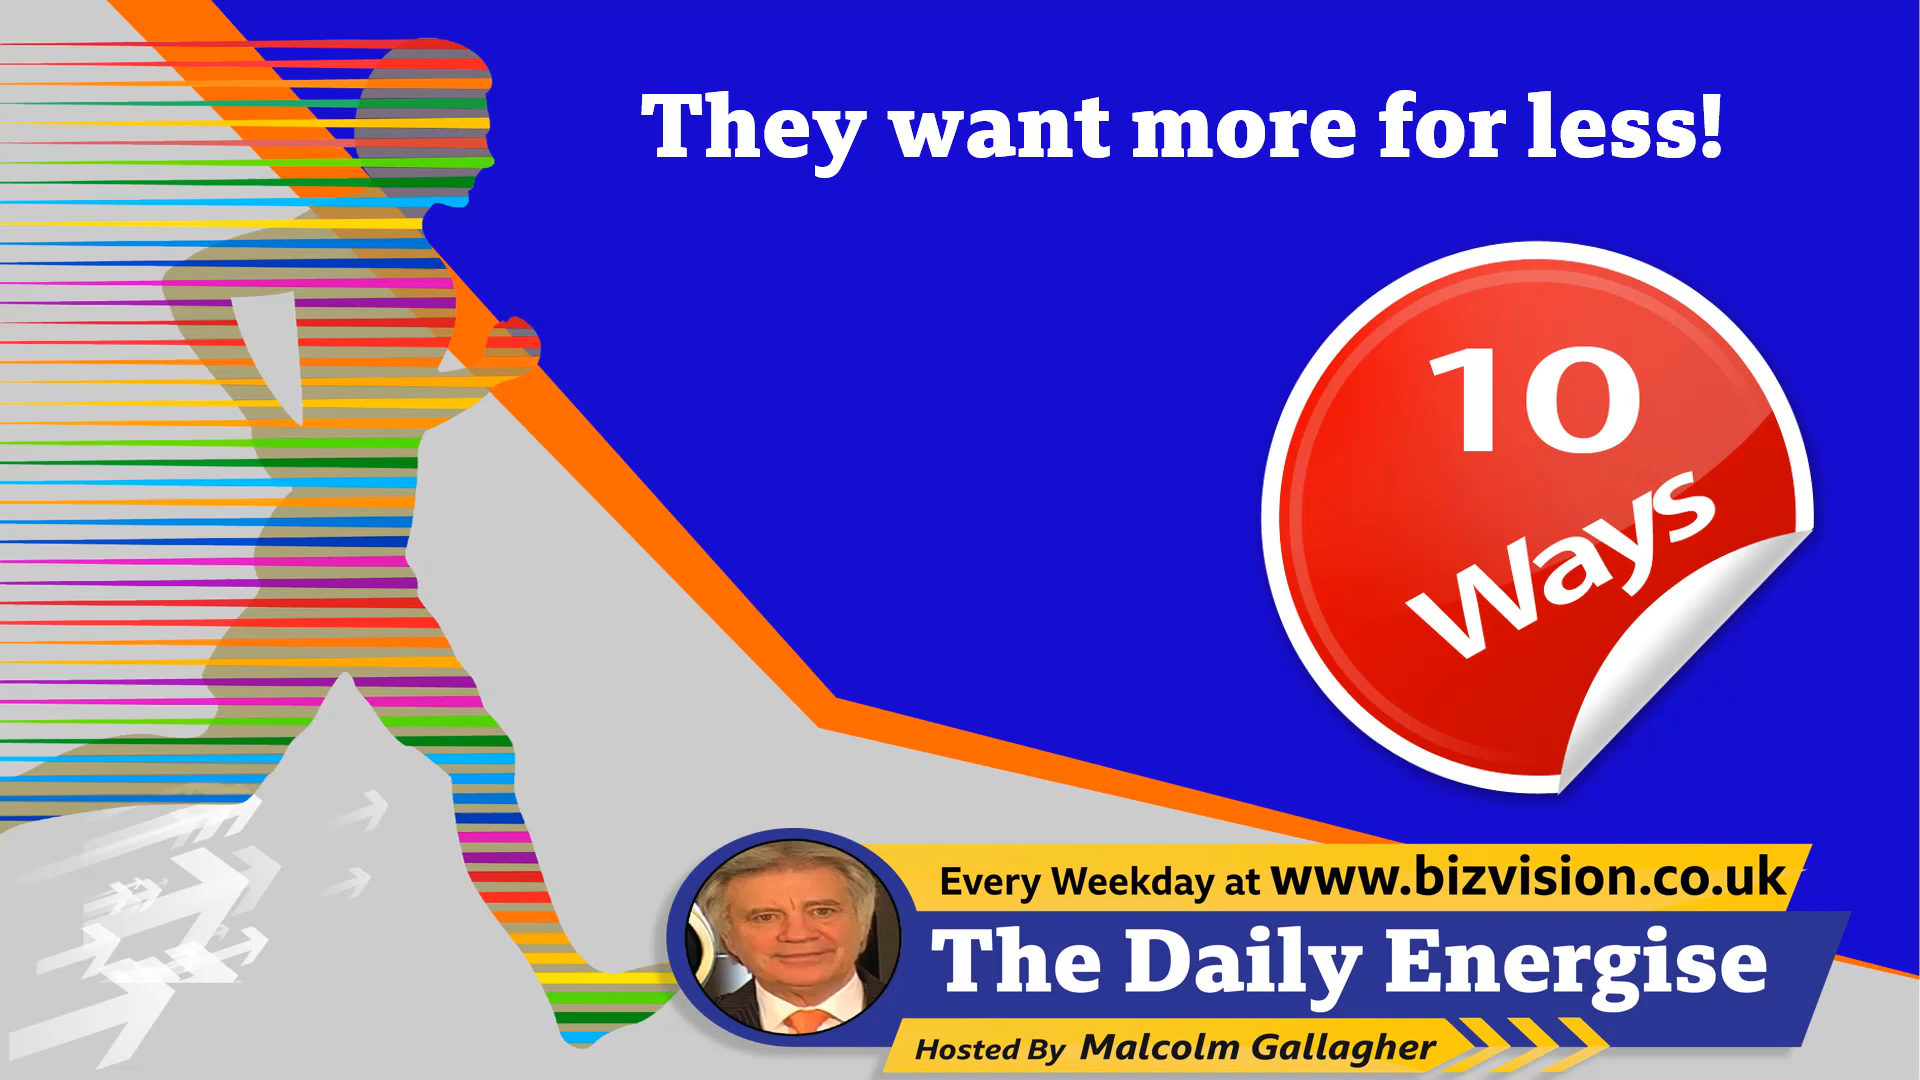 They want more for less!
10
Ways
Every Weekday at www.bizvision.co.uk
The Daily Energise
Hosted By Malcolm Gallagher